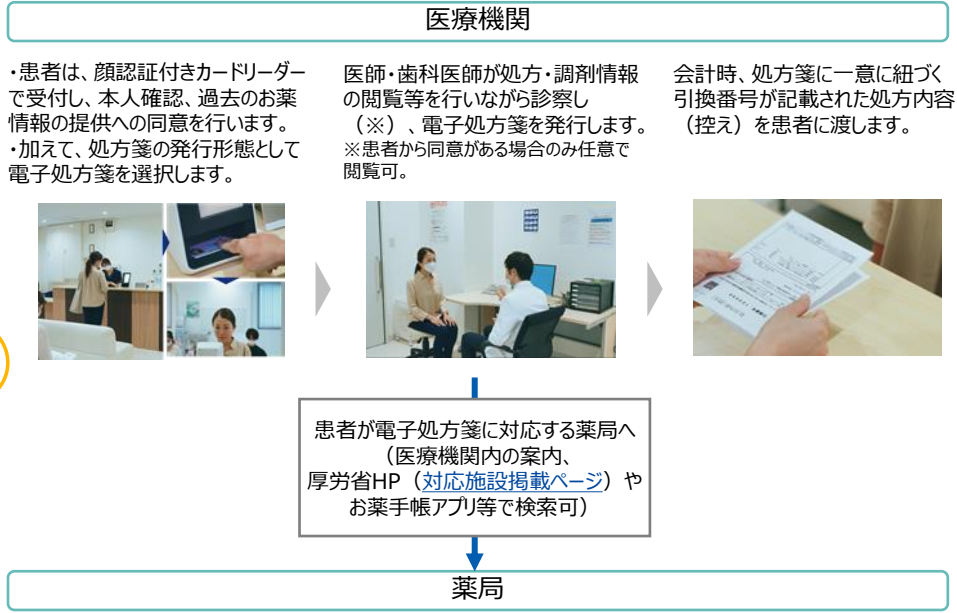 医療機関
・患者は、顔認証付きカードリーダー
で受付し、本人確認、過去のお薬
情報の提供への同意を行います。
・加えて、処方箋の発行形態として
電子処方箋を選択します。
医師・歯科医師が処方・調剤情報
の閲覧等を行いながら診察し
（※）、電子処方箋を発行します。
※患者から同意がある場合のみ任意で
閲覧可。
会計時、処方箋に一意に紐づく
引換番号が記載された処方内容
（控え）を患者に渡します。
患者が電子処方箋に対応する薬局へ
（医療機関内の案内、
厚労省HP（対応施設掲載ページ）や
お薬手帳アプリ等で検索可）
薬局